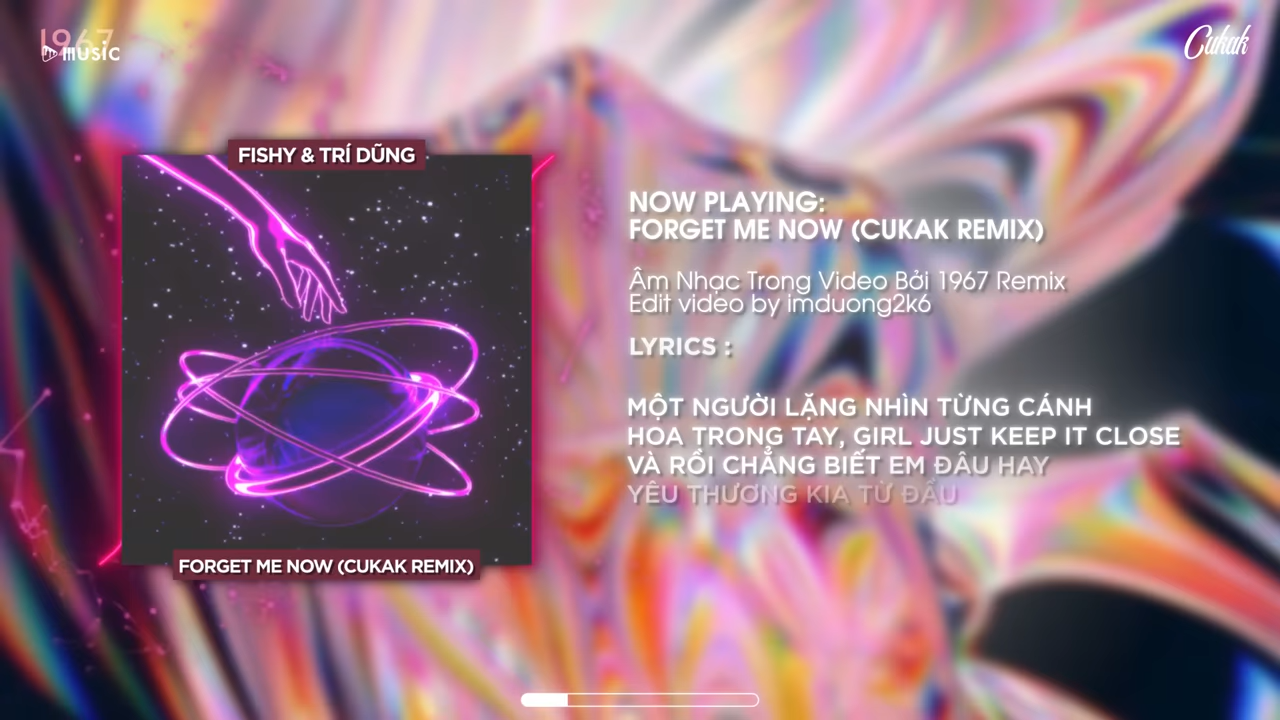 1967
MUSIC
Cukak
FISHY & TRÍ DŨNG
FORGET ME NOW (CUKAK REMIX)
NOW PLAYING:
FORGET ME NOW (CUKAK REMIX)
Âm Nhạc Trong Video Bởi 1967 Remix
Edit video by imduong2k6
LYRICS :
MỘT NGƯỜI LẶNG NHÌN TỪNG CÁNH
HOA TRONG TAY, GIRL JUST KEEP IT CLOSE
VÀ RỒI CHẲNG BIẾT EM ĐÂU HAY
YÊU THƯƠNG KIA TỪ ĐẦU